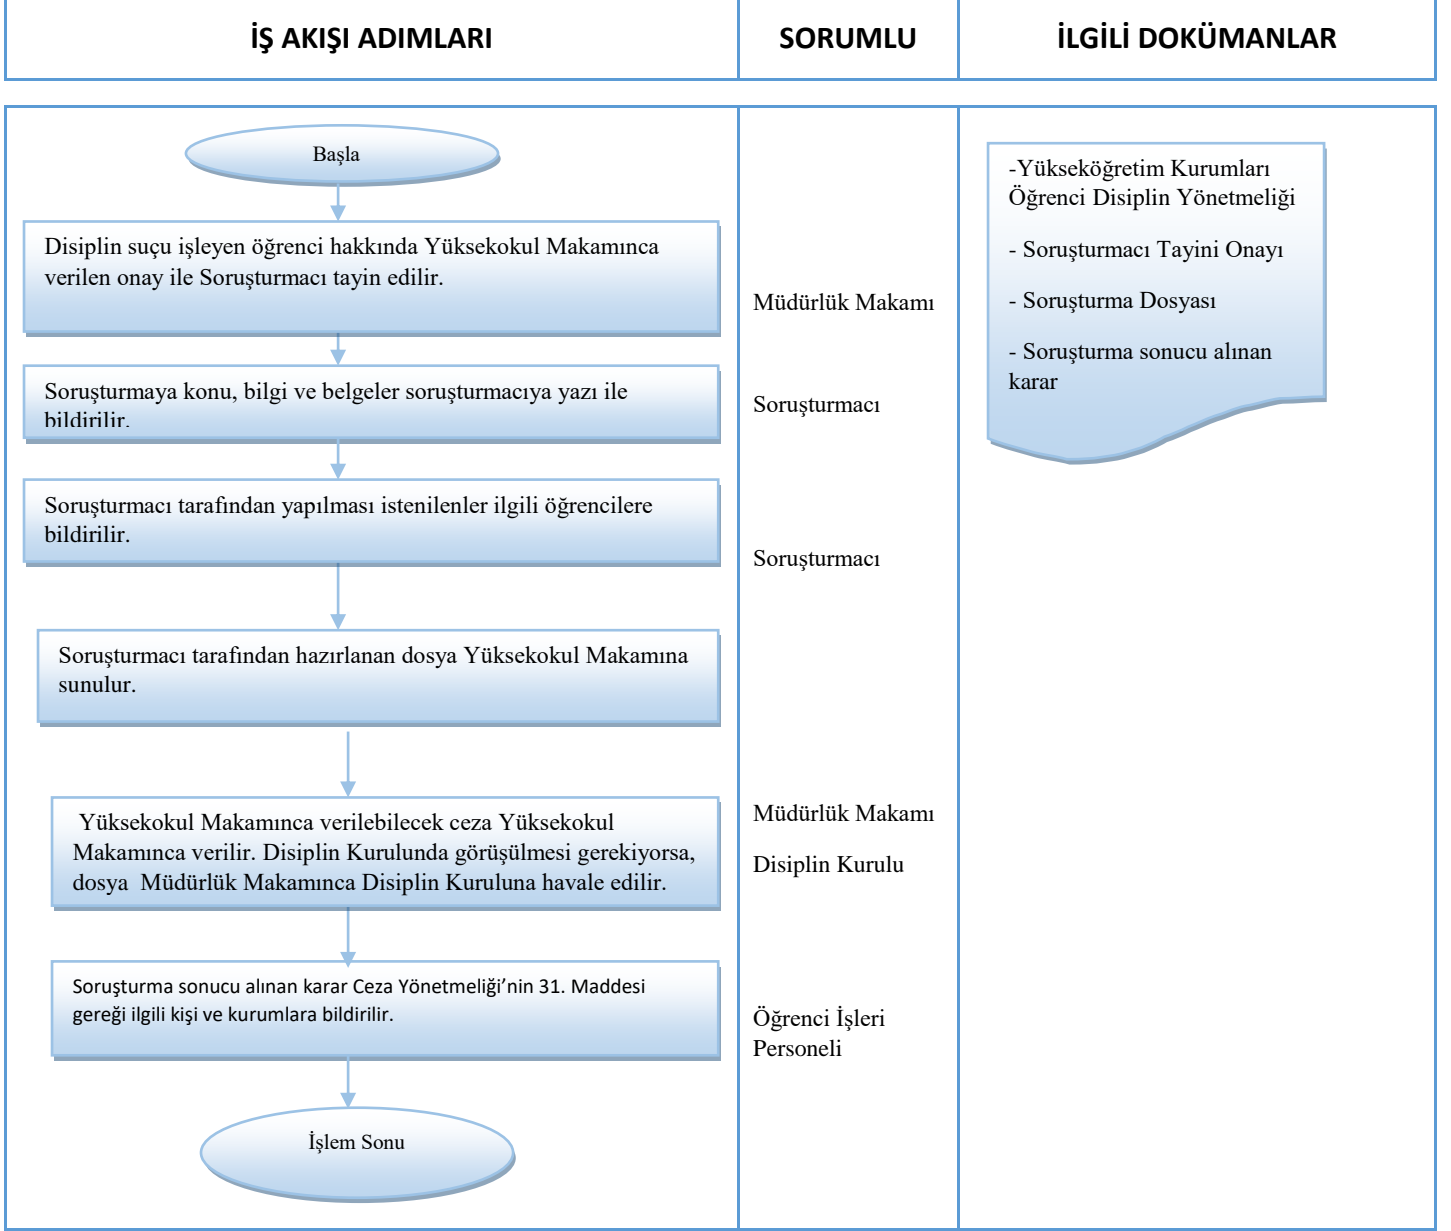 İŞ AKIŞI ADIMLARI
SORUMLU
İLGİLİ DOKÜMANLAR
Başla
Disiplin suçu işleyen öğrenci hakkında Yüksekokul Makamınca
verilen onay ile Soruşturmacı tayin edilir.
Soruşturmaya konu, bilgi ve belgeler soruşturmacıya yazı ile
bildirilir.
Soruşturmacı tarafından yapılması istenilenler ilgili öğrencilere
bildirilir.
Soruşturmacı tarafından hazırlanan dosya Yüksekokul Makamına
sunulur.
Yüksekokul Makamınca verilebilecek ceza Yüksekokul
Makamınca verilir. Disiplin Kurulunda görüşülmesi gerekiyorsa,
dosya  Müdürlük Makamınca Disiplin Kuruluna havale edilir.
Soruşturma sonucu alınan karar Ceza Yönetmeliği’nin 31. Maddesi
gereği ilgili kişi ve kurumlara bildirilir.
İşlem Sonu
Müdürlük Makamı
Soruşturmacı
Soruşturmacı
Müdürlük Makamı
Disiplin Kurulu
Öğrenci İşleri
Personeli
-Yükseköğretim Kurumları
Öğrenci Disiplin Yönetmeliği
- Soruşturmacı Tayini Onayı
- Soruşturma Dosyası
- Soruşturma sonucu alınan
karar